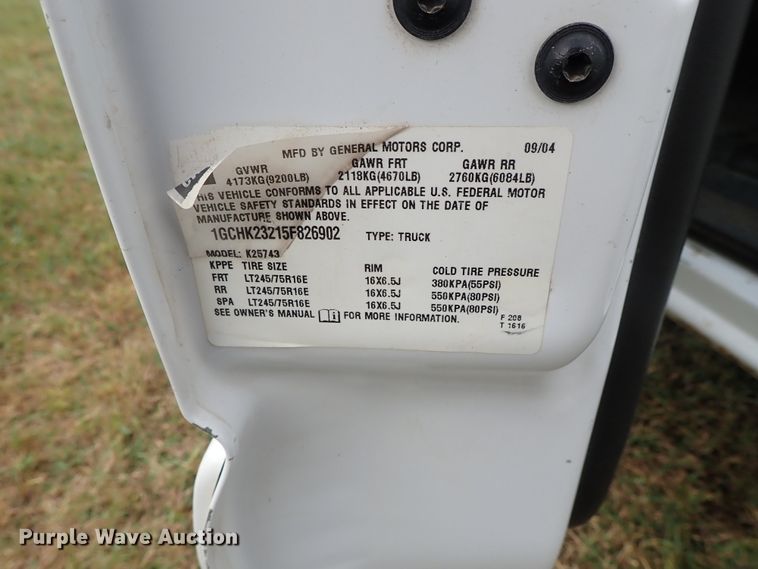 MFD BY GENERAL MOTORS CORP. 09/04
GVWR GAWR FRT GAWR RR
4173KG(9200LB) 2118KG(4670LB) 2760KG(6084LB)
THIS VEHICLE CONFORMS TO ALL APPLICABLE U.S. FEDERAL MOTOR
VEHICLE SAFETY STANDARDS IN EFFECT ON THE DATE OF
MANUFACTURE SHOWN ABOVE.
1GCHK23215F826902 TYPE: TRUCK
MODEL: K25743
KPPE TIRE SIZE RIM COLD TIRE PRESSURE
FRT LT245/75R16E 16X6.5J 380KPA(55PSI)
RR LT245/75R16E 16X6.5J 550KPA(80PSI)
SPA LT245/75R16E 16X6.5J 550KPA(80PSI)
SEE OWNER'S MANUAL FOR MORE INFORMATION.
F 208
T 1616
Purple Wave Auction